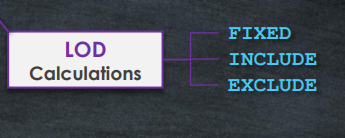 LOD
Calculations
FIXED
INCLUDE
EXCLUDE